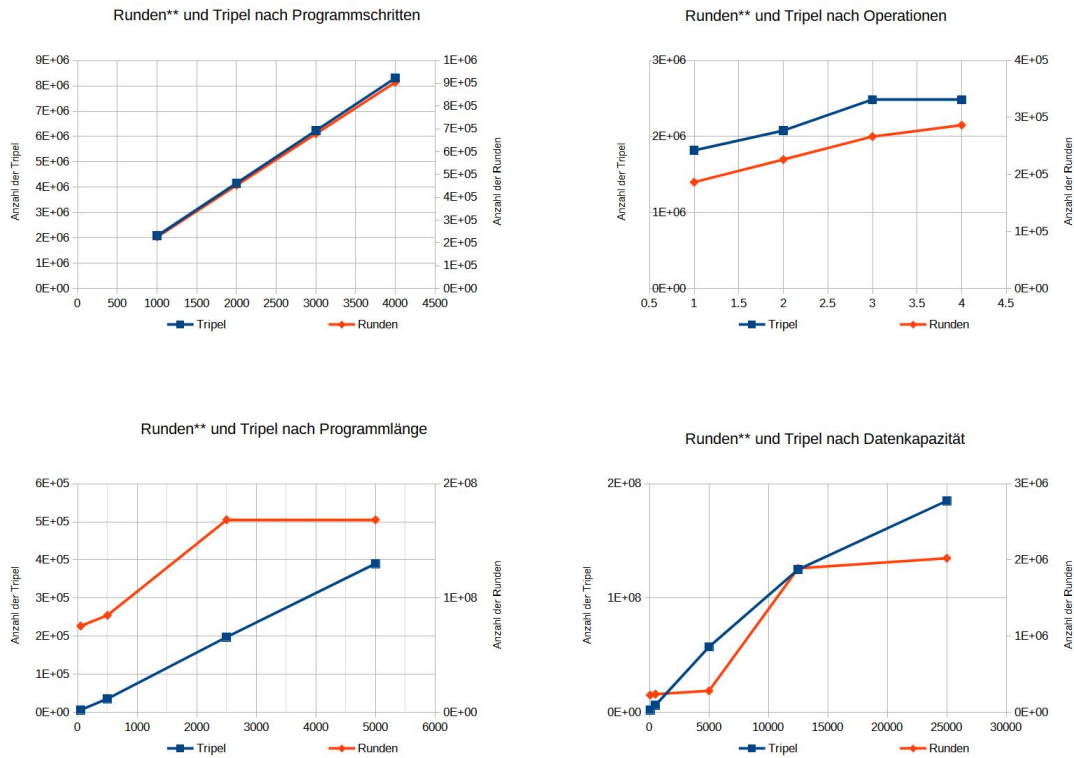 Runden** und Tripel nach Programmschritten
9E+06
8E+06
7E+06
6E+06
5E+06
4E+06
3E+06
2E+06
1E+06
0E+00
Anzahl der Tripel
1E+06
9E+05
8E+05
7E+05
6E+05
5E+05
4E+05
3E+05
2E+05
1E+05
0E+00
Anzahl der Runden
0 500 1000 1500 2000 2500 3000 3500 4000 4500
Tripel Runden
Runden** und Tripel nach Operationen
3E+06
2E+06
1E+06
0E+00
Anzahl der Tripel
4E+05
3E+05
2E+05
1E+05
0E+00
Anzahl der Runden
0.5 1 1.5 2 2.5 3 3.5 4 4.5
Tripel Runden
Runden** und Tripel nach Programmlänge
6E+05
5E+05
4E+05
3E+05
2E+05
1E+05
0E+00
Anzahl der Tripel
2E+08
1E+08
0E+00
Anzahl der Runden
0 1000 2000 3000 4000 5000 6000
Tripel Runden
Runden** und Tripel nach Datenkapazität
2E+08
1E+08
0E+00
Anzahl der Tripel
3E+06
2E+06
1E+06
0E+00
Anzahl der Runden
0 5000 10000 15000 20000 25000 30000
Tripel Runden